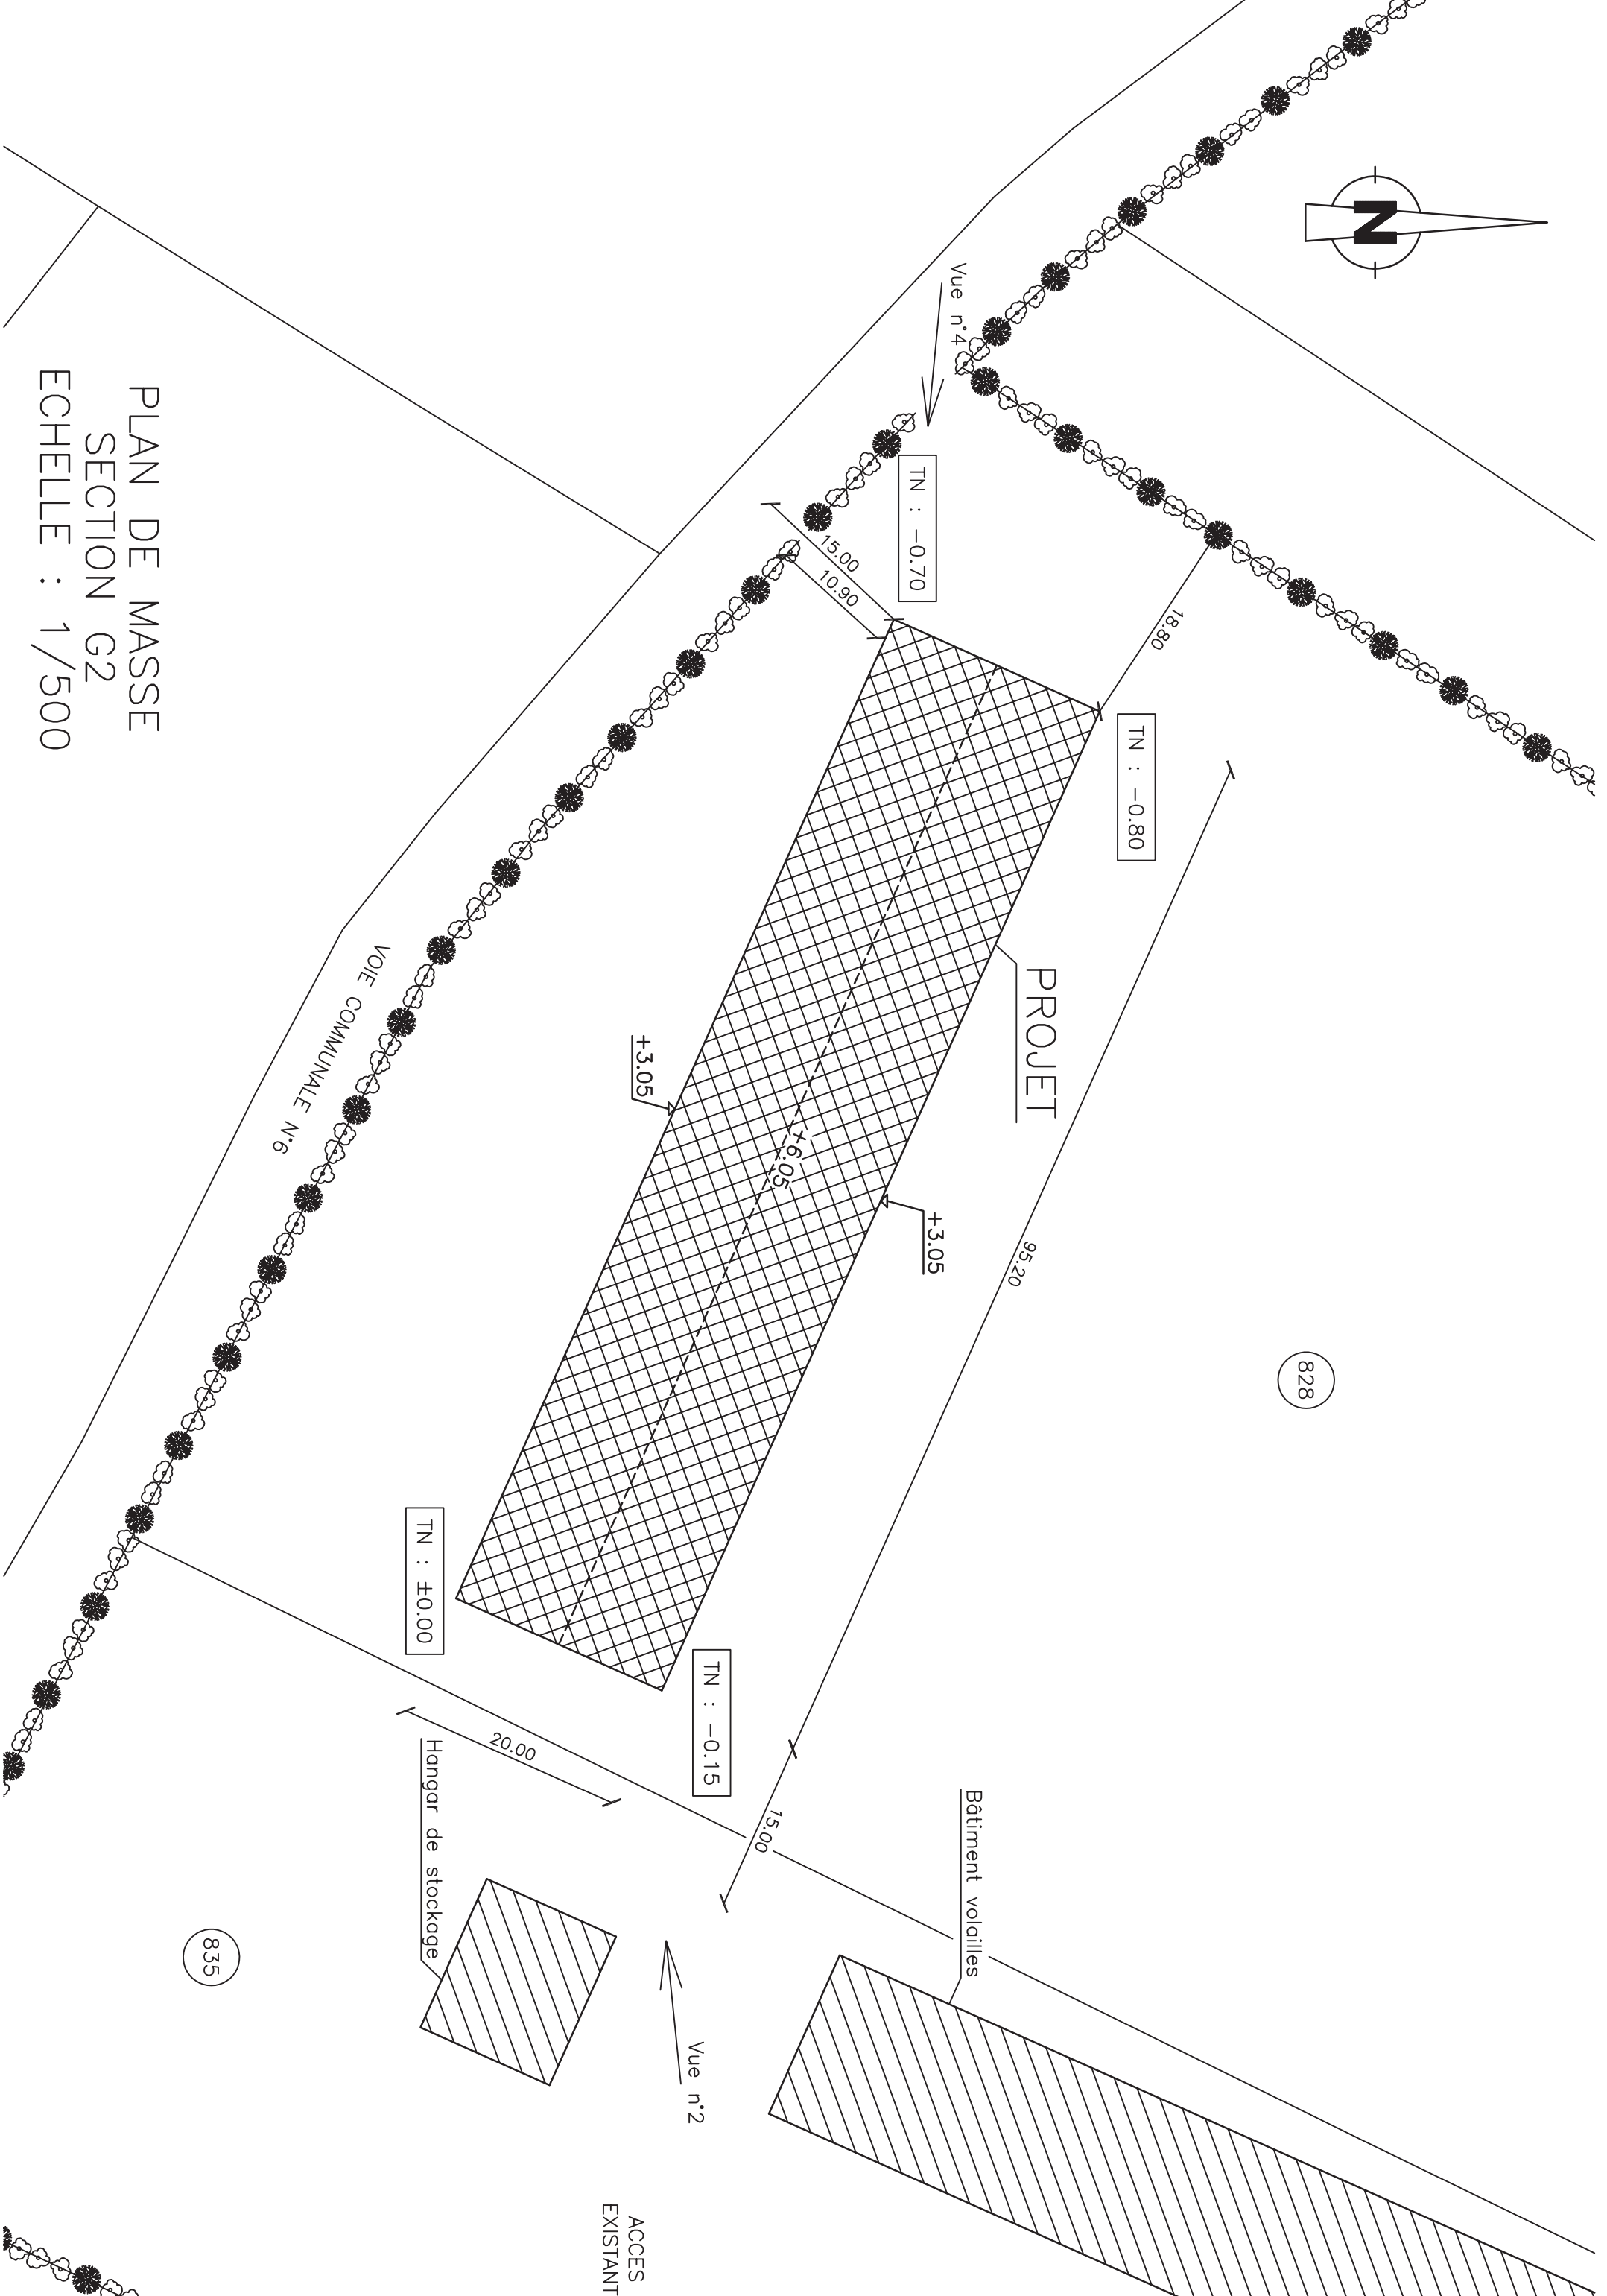 N
Vue n°4
TN : -0.70
15.00
10.90
18.80
TN : -0.80
PROJET
95.20
828
+3.05
+6.05
+3.05
VOIE COMMUNALE N°6
PLAN DE MASSE
SECTION G2
ECHELLE : 1/500
TN : ±0.00
TN : -0.15
20.00
15.00
Bâtiment volailles
Hangar de stockage
835
Vue n°2
ACCES
EXISTANT